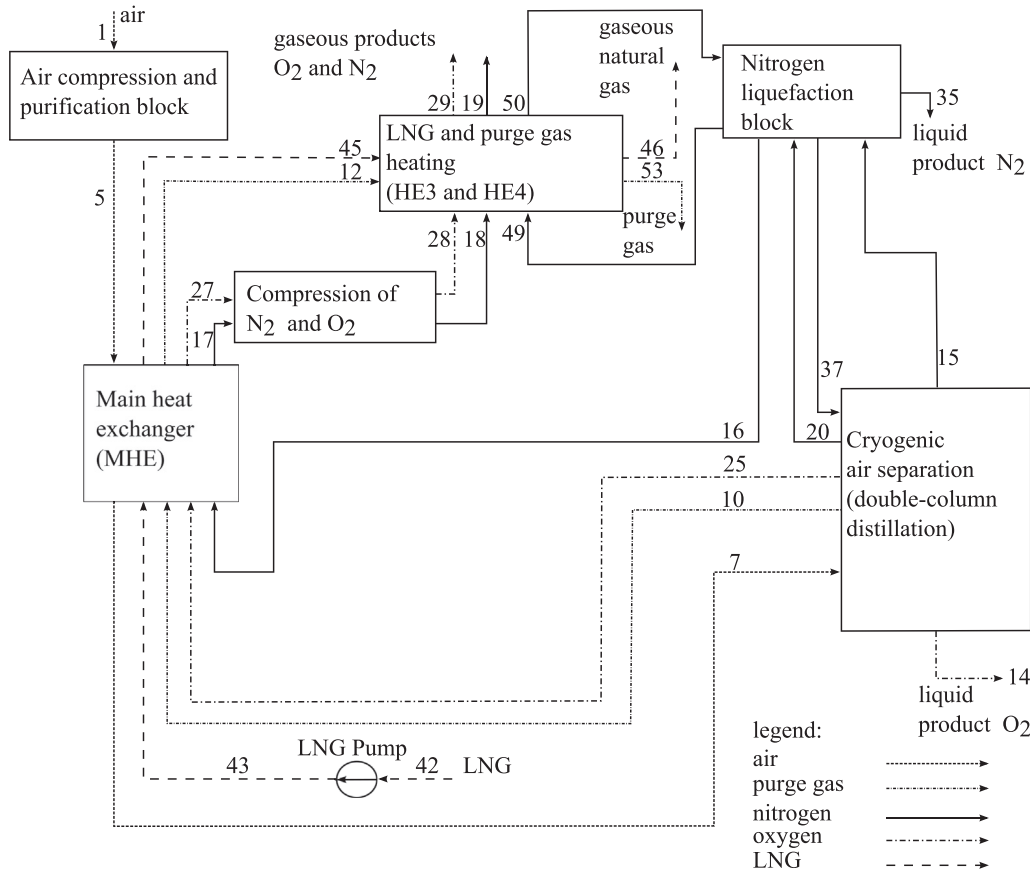 air
1
Air compression and
purification block
5
gaseous products
O2 and N2
29 19 50
LNG and purge gas
heating
(HE3 and HE4)
45
12
46
53
gaseous
natural
gas
purge
gas
28 18 49
Nitrogen
liquefaction
block
35
liquid
product N2
27
17
Compression of
N2 and O2
Main heat
exchanger
(MHE)
15
37
16
20
25
10
7
Cryogenic
air separation
(double-column
distillation)
14
liquid
product O2
LNG Pump
43
42
LNG
legend:
air
purge gas
nitrogen
oxygen
LNG